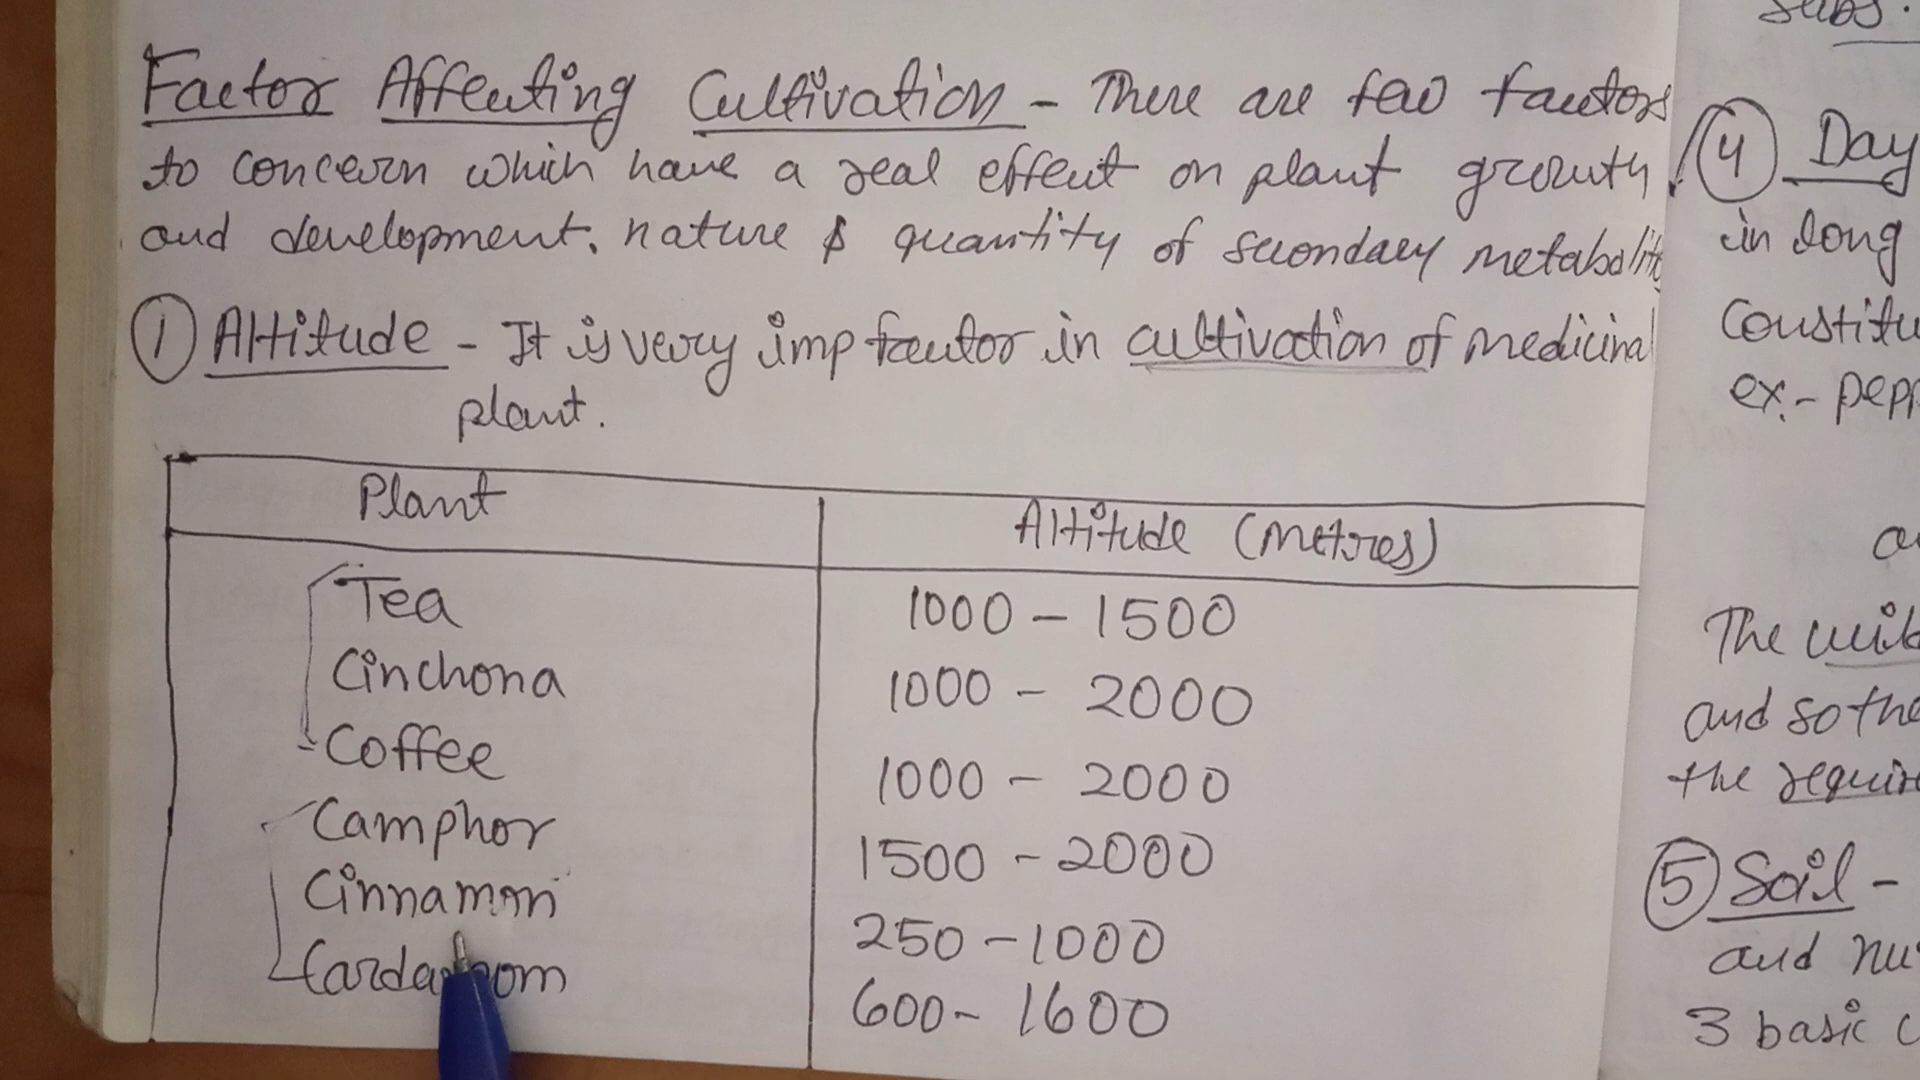 Factor Affecting Cultivation - There are few factors
to concern which have a real effect on plant growth
and development, nature & quantity of secondary metabolit
① Altitude - It is very imp factor in cultivation of medicinal
plant.
Plant Altitude (metres)
Tea 1000 - 1500
Cinchona 1000 - 2000
Coffee 1000 - 2000
Camphor 1500 - 2000
Cinnamon 250 - 1000
Cardamom 600 - 1600
subs.
④ Day
in long
Constitu
ex.- pepp
The
and so the
the requir
⑤ Soil -
and nu
3 basic c